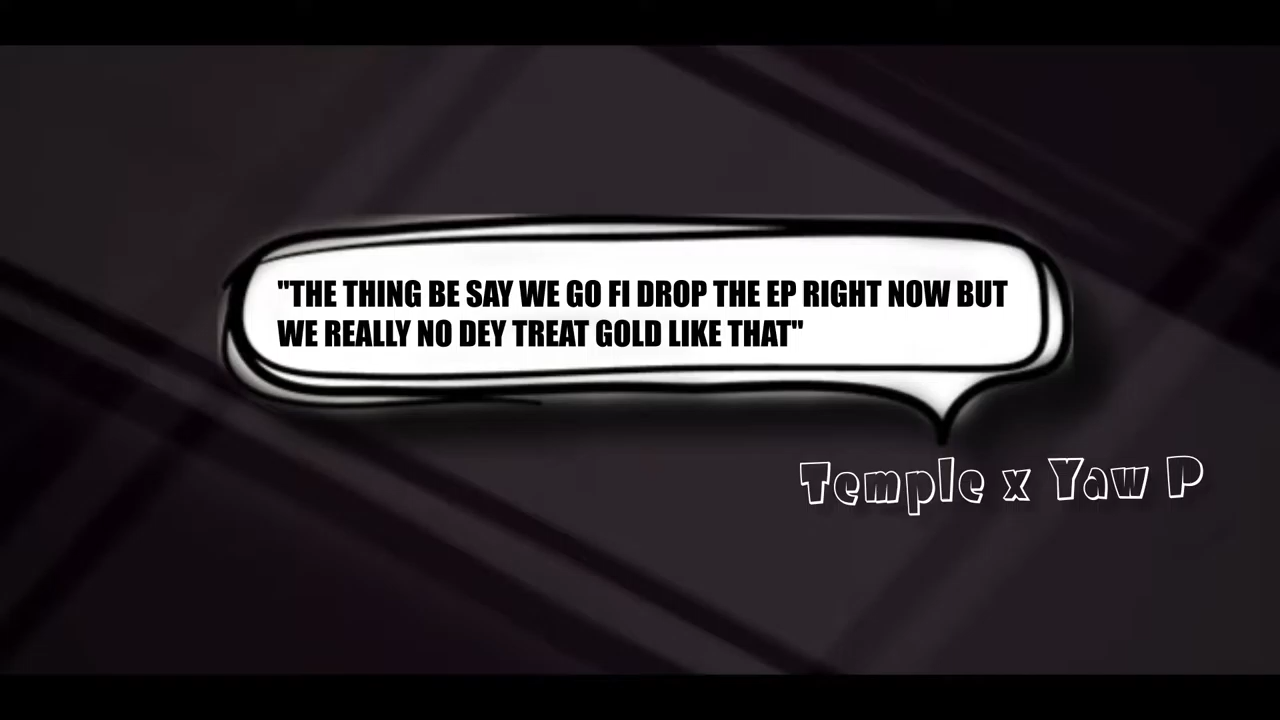 "THE THING BE SAY WE GO FI DROP THE EP RIGHT NOW BUT
WE REALLY NO DEY TREAT GOLD LIKE THAT"
Temple x Yaw P